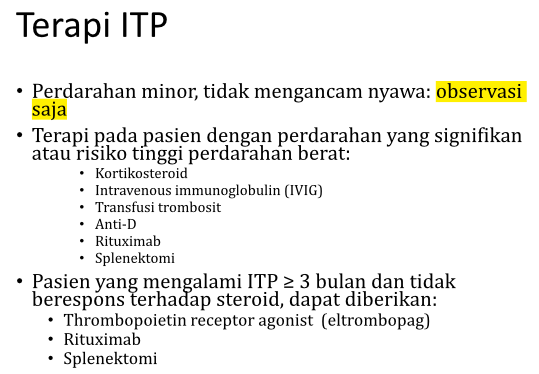 Terapi ITP
• Perdarahan minor, tidak mengancam nyawa: observasi
saja
• Terapi pada pasien dengan perdarahan yang signifikan
atau risiko tinggi perdarahan berat:
• Kortikosteroid
• Intravenous immunoglobulin (IVIG)
• Transfusi trombosit
• Anti-D
• Rituximab
• Splenektomi
• Pasien yang mengalami ITP ≥ 3 bulan dan tidak
berespons terhadap steroid, dapat diberikan:
• Thrombopoietin receptor agonist (eltrombopag)
• Rituximab
• Splenektomi